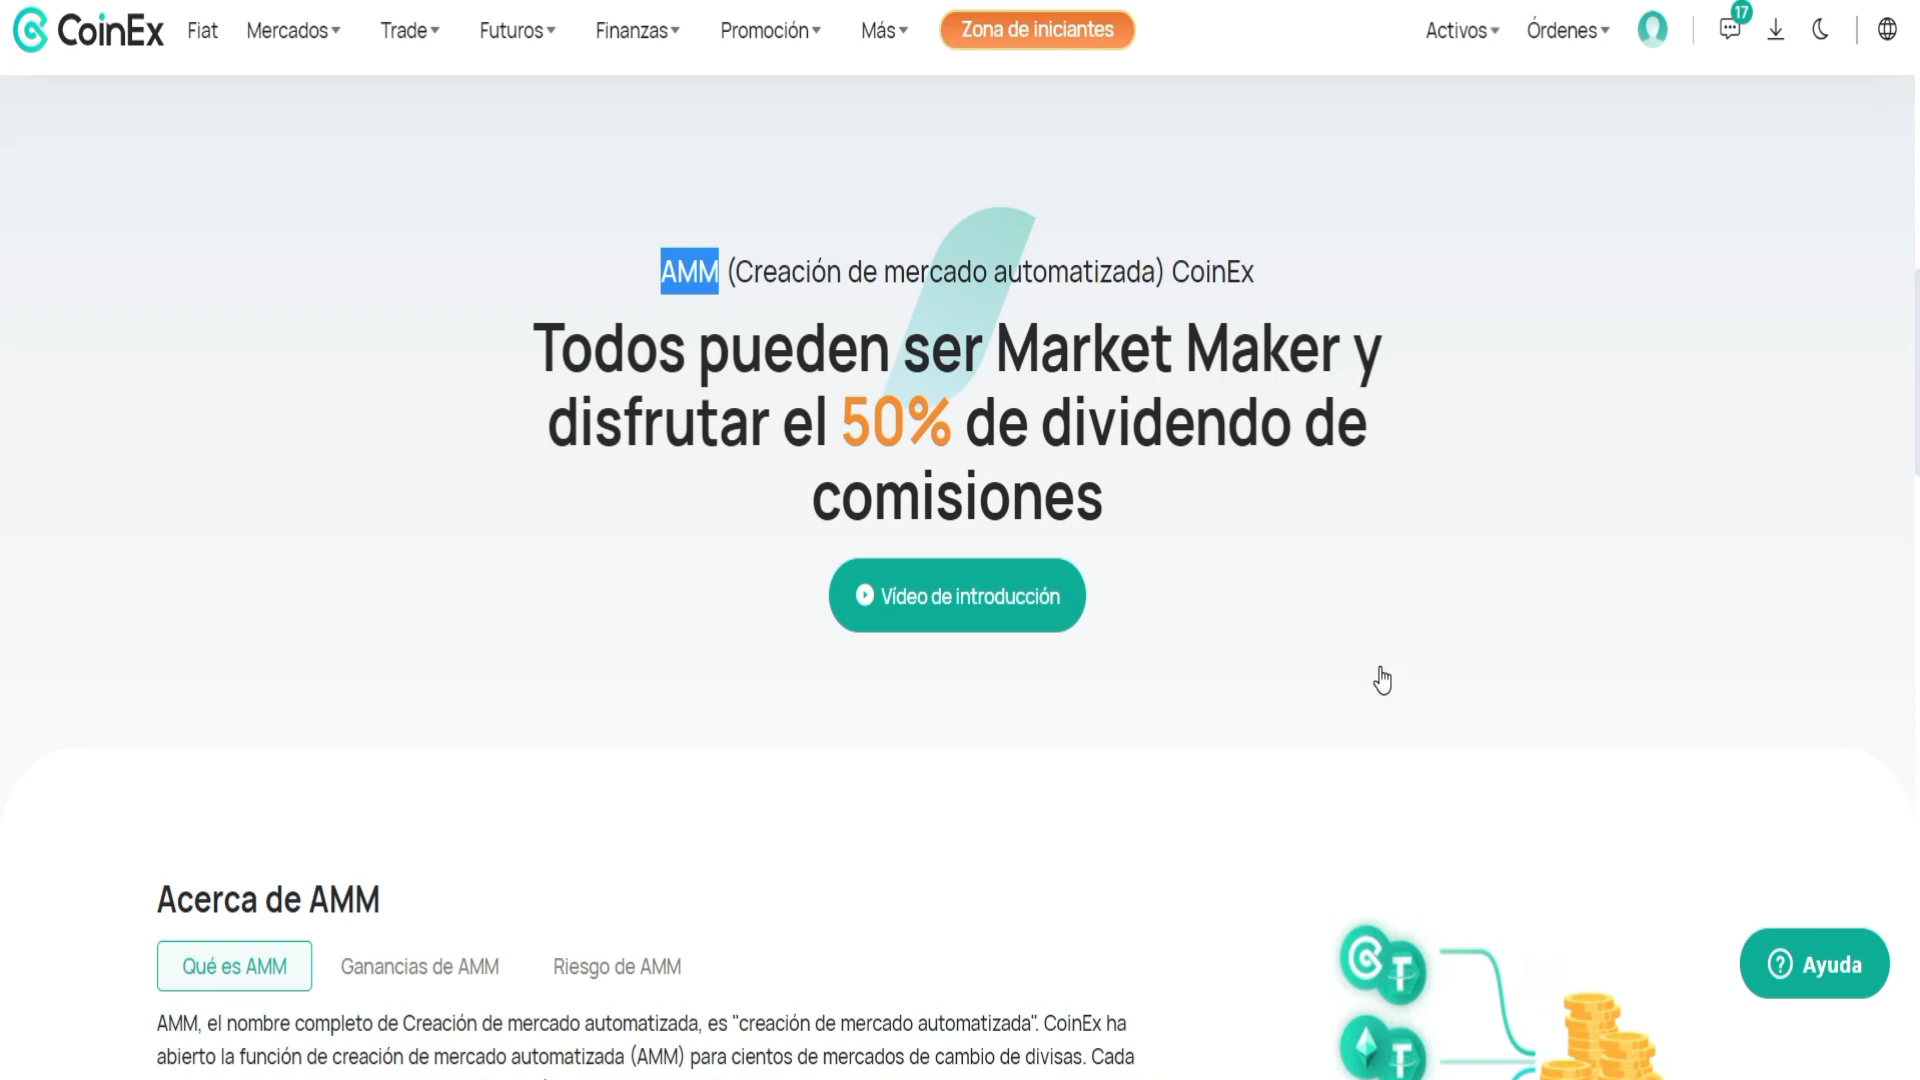 CoinEx Fiat Mercados Trade Futuros Finanzas Promoción Más Zona de iniciantes Activos Órdenes 17
AMM (Creación de mercado automatizada) CoinEx
Todos pueden ser Market Maker y
disfrutar el 50% de dividendo de
comisiones
Vídeo de introducción
Acerca de AMM
Qué es AMM Ganancias de AMM Riesgo de AMM
AMM, el nombre completo de Creación de mercado automatizada, es "creación de mercado automatizada". CoinEx ha
abierto la función de creación de mercado automatizada (AMM) para cientos de mercados de cambio de divisas. Cada
Ayuda